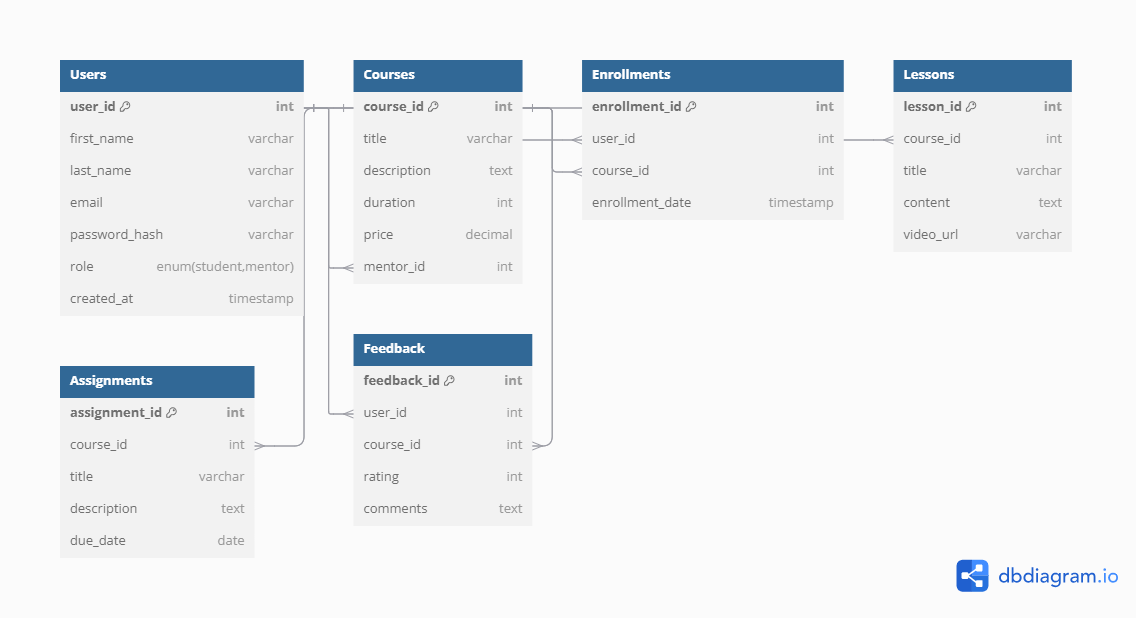 Users
user_id int
first_name varchar
last_name varchar
email varchar
password_hash varchar
role enum(student,mentor)
created_at timestamp
Courses
course_id int
title varchar
description text
duration int
price decimal
mentor_id int
Enrollments
enrollment_id int
user_id int
course_id int
enrollment_date timestamp
Lessons
lesson_id int
course_id int
title varchar
content text
video_url varchar
Assignments
assignment_id int
course_id int
title varchar
description text
due_date date
Feedback
feedback_id int
user_id int
course_id int
rating int
comments text
dbdiagram.io